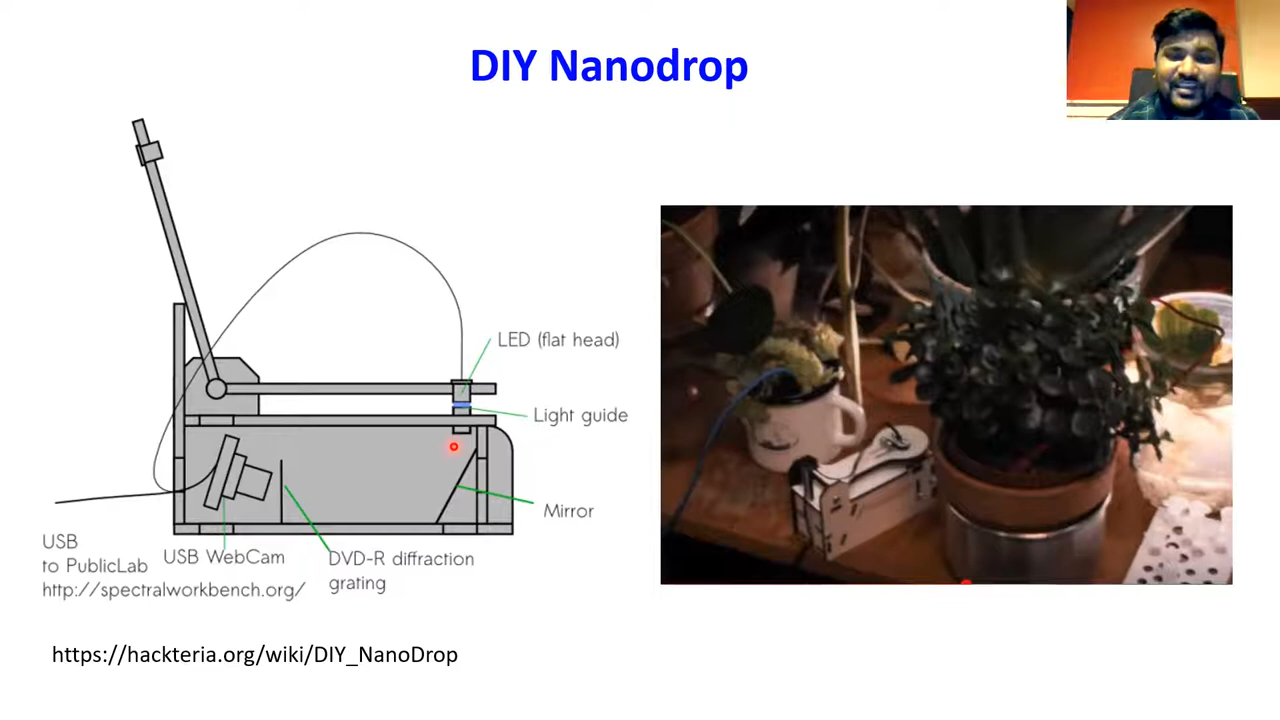 DIY Nanodrop
LED (flat head)
Light guide
Mirror
USB
to PublicLab
http://spectralworkbench.org/
USB WebCam
DVD-R diffraction
grating
https://hackteria.org/wiki/DIY_NanoDrop